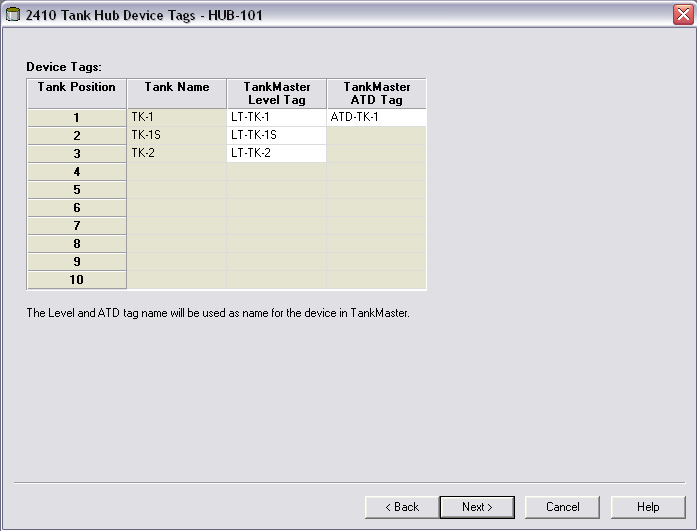 2410 Tank Hub Device Tags - HUB-101
Device Tags:
Tank Position Tank Name TankMaster Level Tag TankMaster ATD Tag
1 TK-1 LT-TK-1 ATD-TK-1
2 TK-1S LT-TK-1S
3 TK-2 LT-TK-2
4
5
6
7
8
9
10
The Level and ATD tag name will be used as name for the device in TankMaster.
< Back Next > Cancel Help